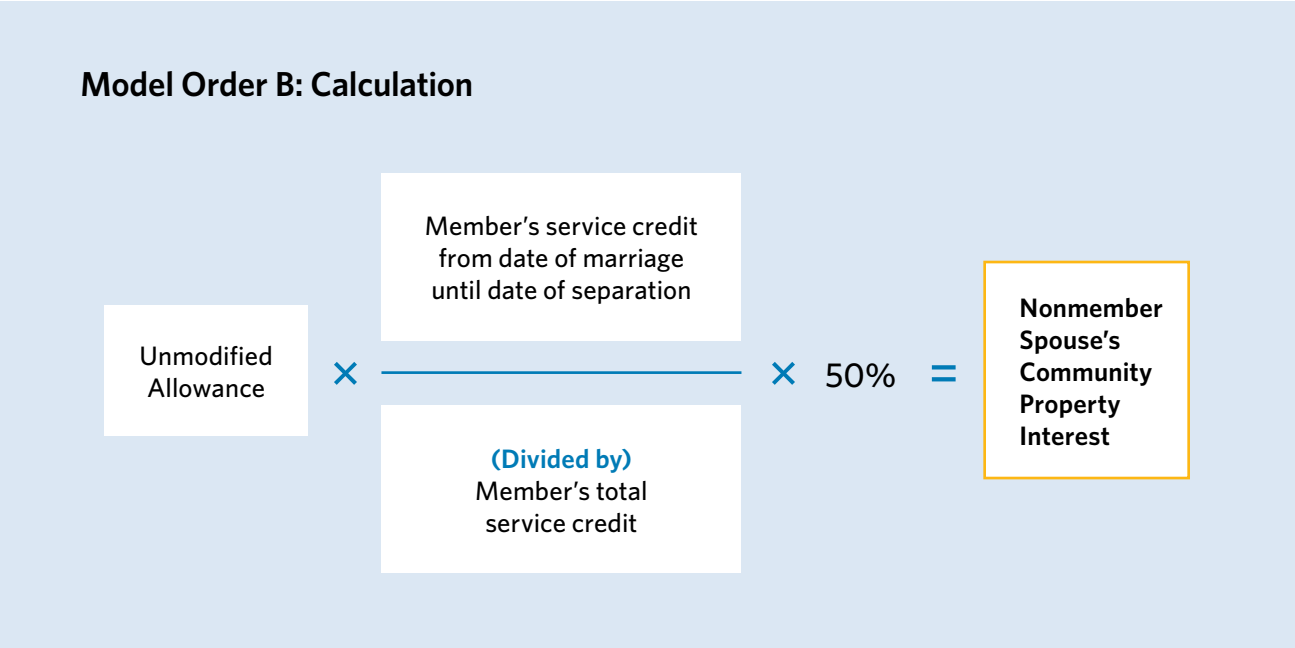 Model Order B: Calculation
Unmodified
Allowance
×
Member’s service credit
from date of marriage
until date of separation
(Divided by)
Member’s total
service credit
× 50% =
Nonmember
Spouse’s
Community
Property
Interest